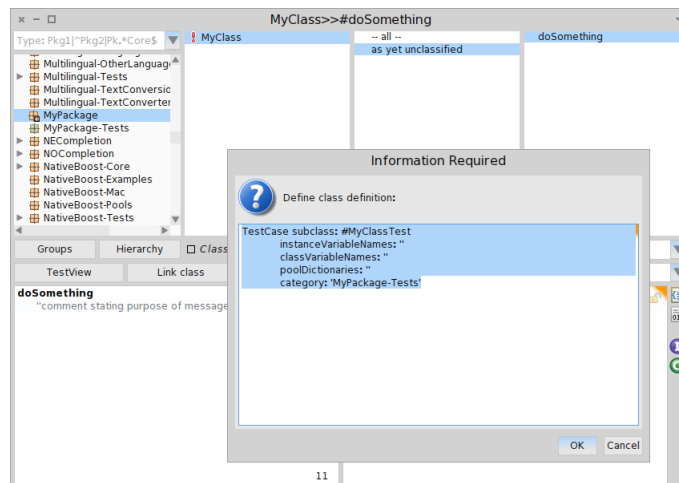 MyClass>>#doSomething
Type: Pkg1|^Pkg2|Pk.*Core$
Multilingual-OtherLanguage
Multilingual-Tests
Multilingual-TextConversio
Multilingual-TextConverter
MyPackage
MyPackage-Tests
NECompletion
NOCompletion
NativeBoost-Core
NativeBoost-Examples
NativeBoost-Mac
NativeBoost-Pools
NativeBoost-Tests
MyClass
-- all --
as yet unclassified
doSomething
Groups Hierarchy Class
TestView Link class
doSomething
"comment stating purpose of message
11
Information Required
Define class definition:
TestCase subclass: #MyClassTest
instanceVariableNames: ''
classVariableNames: ''
poolDictionaries: ''
category: 'MyPackage-Tests'
OK Cancel